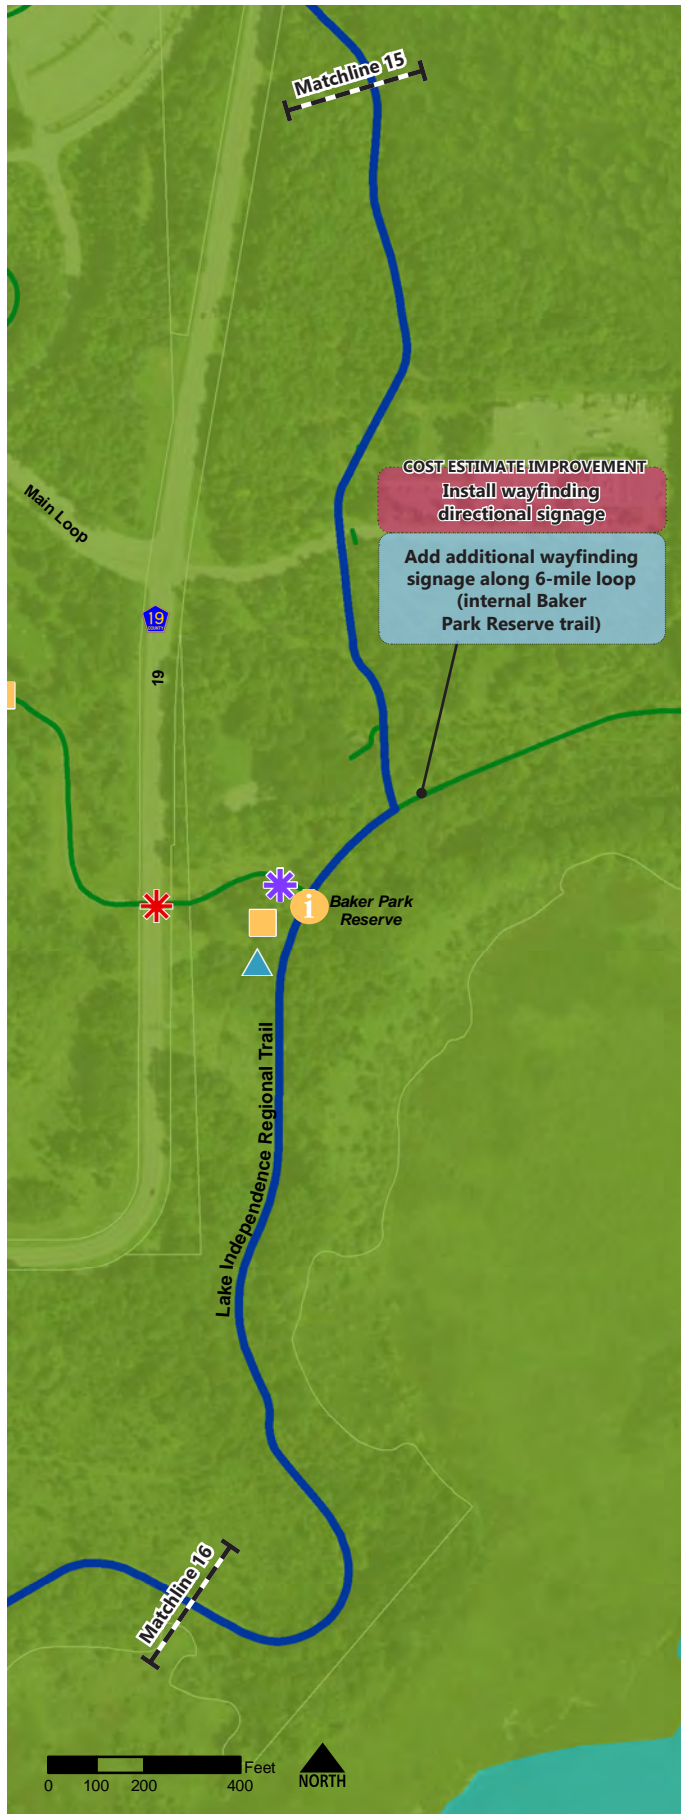 Matchline 15
COST ESTIMATE IMPROVEMENT
Install wayfinding
directional signage
Main Loop
Add additional wayfinding
signage along 6-mile loop
(internal Baker
Park Reserve trail)
19
COUNTY
19
i
Baker Park
Reserve
Lake Independence Regional Trail
Matchline 16
Feet
0 100 200 400
NORTH